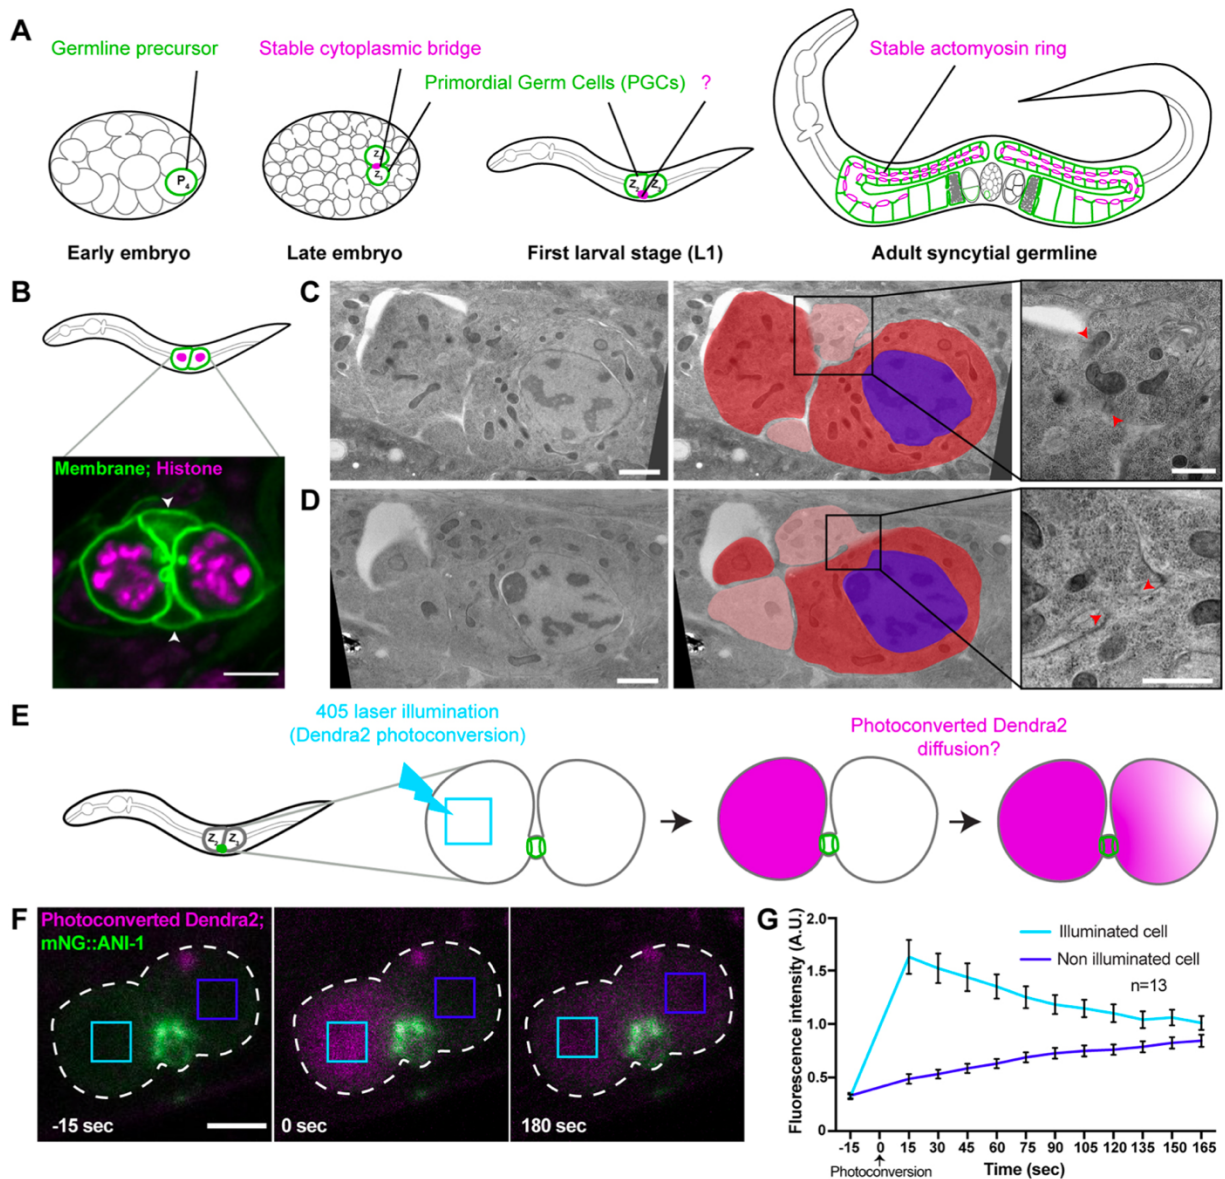 A
Germline precursor
Stable cytoplasmic bridge
Primordial Germ Cells (PGCs)
?
Stable actomyosin ring
P4
Z2
Z3
Z2
Z3
Early embryo
Late embryo
First larval stage (L1)
Adult syncytial germline
B
Membrane; Histone
C
D
E
405 laser illumination
(Dendra2 photoconversion)
Photoconverted Dendra2
diffusion?
Z2
Z3
F
Photoconverted Dendra2;
mNG::ANI-1
-15 sec
0 sec
180 sec
G
Fluorescence intensity (A.U.)
2.0
1.5
1.0
0.5
0
Illuminated cell
Non illuminated cell
n=13
-15 0 15 30 45 60 75 90 105 120 135 150 165
Photoconversion
Time (sec)